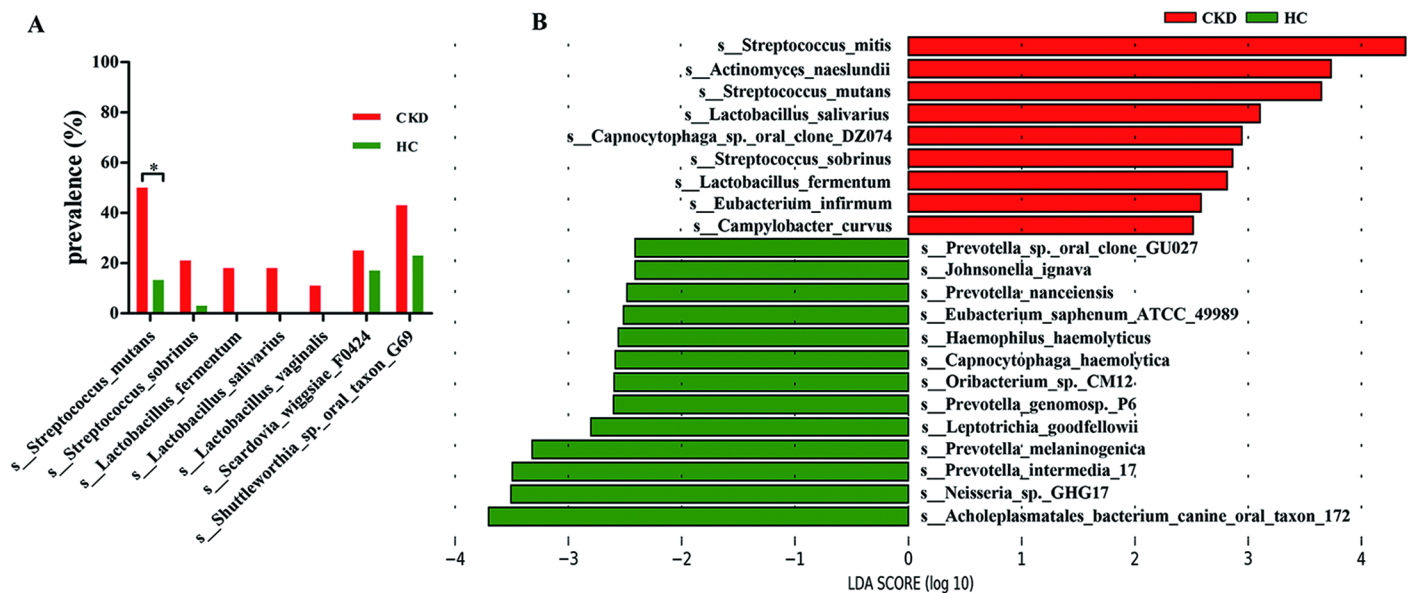 A
prevalence (%)
100
80
60
40
20
0
*
CKD
HC
s__Streptococcus_mutans
s__Streptococcus_sobrinus
s__Lactobacillus_fermentum
s__Lactobacillus_salivarius
s__Lactobacillus_vaginalis
s__Scardovia_wiggsiae_F0424
s__Shuttleworthia_sp._oral_taxon_G69
B
CKD HC
s__Streptococcus_mitis
s__Actinomyces_naeslundii
s__Streptococcus_mutans
s__Lactobacillus_salivarius
s__Capnocytophaga_sp._oral_clone_DZ074
s__Streptococcus_sobrinus
s__Lactobacillus_fermentum
s__Eubacterium_infirmum
s__Campylobacter_curvus
s__Prevotella_sp._oral_clone_GU027
s__Johnsonella_ignava
s__Prevotella_nanceiensis
s__Eubacterium_saphenum_ATCC_49989
s__Haemophilus_haemolyticus
s__Capnocytophaga_haemolytica
s__Oribacterium_sp._CM12
s__Prevotella_genomosp._P6
s__Leptotrichia_goodfellowii
s__Prevotella_melaninogenica
s__Prevotella_intermedia_17
s__Neisseria_sp._GHG17
s__Acholeplasmatales_bacterium_canine_oral_taxon_172
−4 −3 −2 −1 0 1 2 3 4
LDA SCORE (log 10)